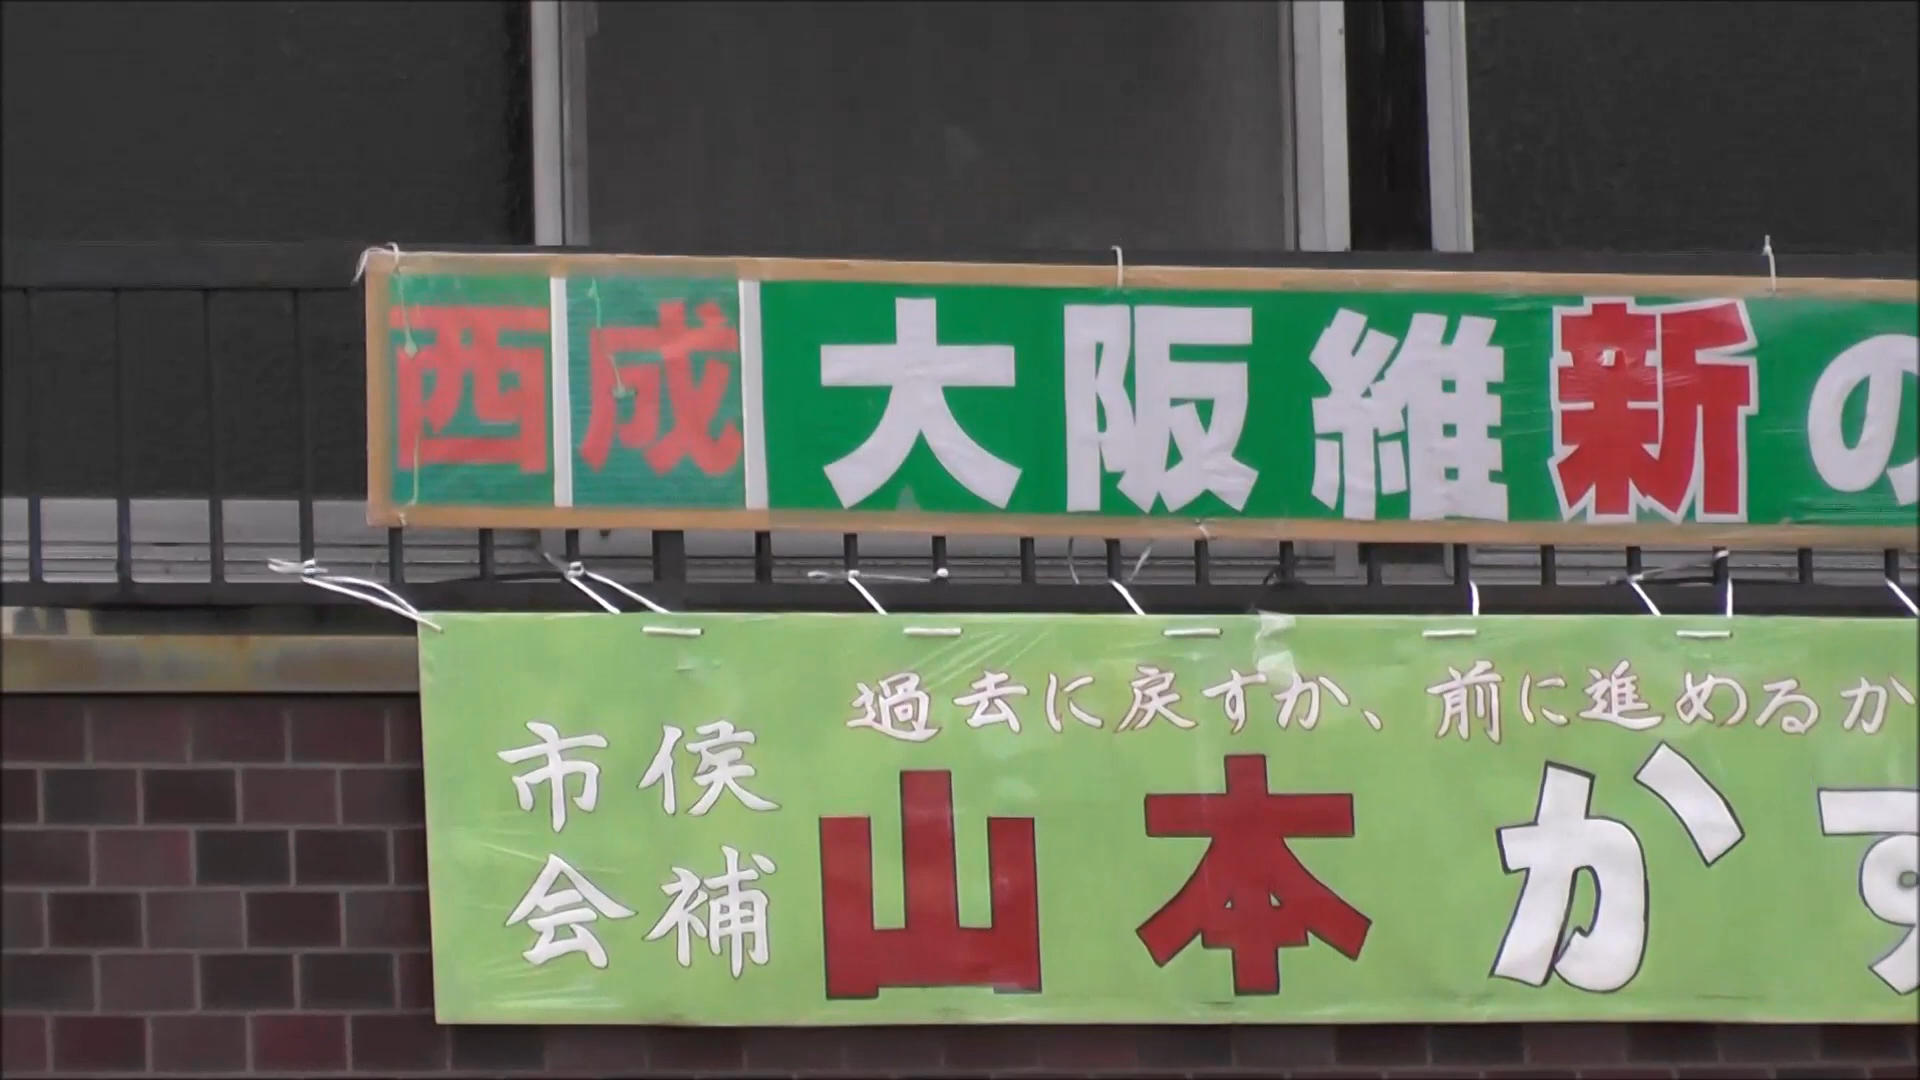 西成大阪維新の
過去に戻すか、前に進めるか
市会
候補
山本かす